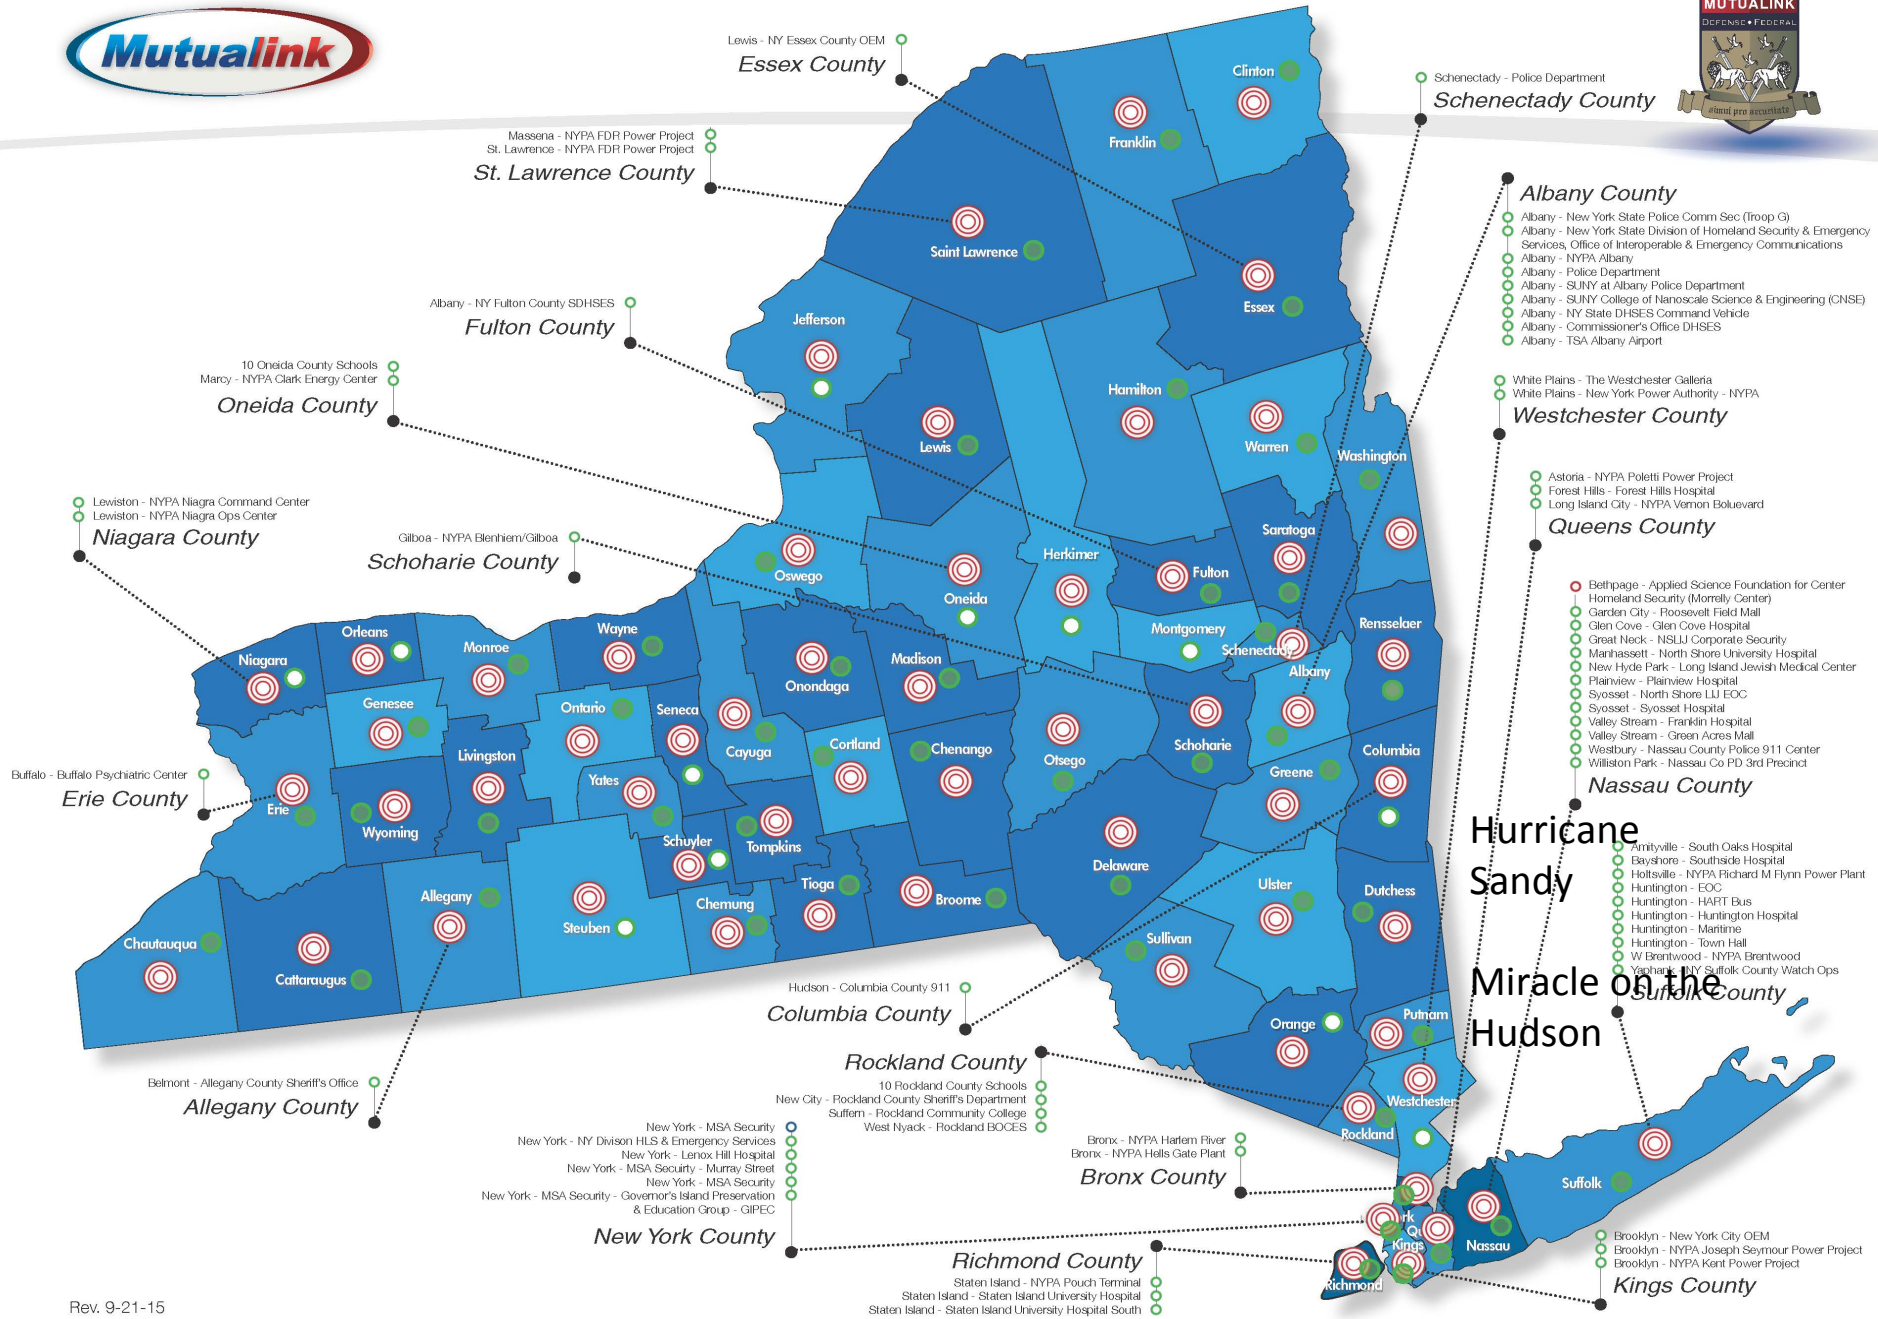 Mutualink
MUTUALINK
DEFENSE • FEDERAL
simul pro securitate
Lewis - NY Essex County OEM
Essex County
Schenectady - Police Department
Schenectady County
Massena - NYPA FDR Power Project
St. Lawrence - NYPA FDR Power Project
St. Lawrence County
Albany County
Albany - New York State Police Comm Sec (Troop G)
Albany - New York State Division of Homeland Security & Emergency
Services, Office of Interoperable & Emergency Communications
Albany - NYPA Albany
Albany - Police Department
Albany - SUNY at Albany Police Department
Albany - SUNY College of Nanoscale Science & Engineering (CNSE)
Albany - NY State DHSES Command Vehicle
Albany - Commissioner's Office DHSES
Albany - TSA Albany Airport
Albany - NY Fulton County SDHSES
Fulton County
10 Oneida County Schools
Marcy - NYPA Clark Energy Center
Oneida County
White Plains - The Westchester Galleria
White Plains - New York Power Authority - NYPA
Westchester County
Lewiston - NYPA Niagra Command Center
Lewiston - NYPA Niagra Ops Center
Niagara County
Gilboa - NYPA Blenhiem/Gilboa
Schoharie County
Astoria - NYPA Poletti Power Project
Forest Hills - Forest Hills Hospital
Long Island City - NYPA Vernon Boluevard
Queens County
Bethpage - Applied Science Foundation for Center
Homeland Security (Morrelly Center)
Garden City - Roosevelt Field Mall
Glen Cove - Glen Cove Hospital
Great Neck - NSLIJ Corporate Security
Manhassett - North Shore University Hospital
New Hyde Park - Long Island Jewish Medical Center
Plainview - Plainview Hospital
Syosset - North Shore LIJ EOC
Syosset - Syosset Hospital
Valley Stream - Franklin Hospital
Valley Stream - Green Acres Mall
Westbury - Nassau County Police 911 Center
Williston Park - Nassau Co PD 3rd Precinct
Nassau County
Buffalo - Buffalo Psychiatric Center
Erie County
Hurricane
Sandy
Miracle on the
Hudson
Amityville - South Oaks Hospital
Bayshore - Southside Hospital
Holtsville - NYPA Richard M Flynn Power Plant
Huntington - EOC
Huntington - HART Bus
Huntington - Huntington Hospital
Huntington - Maritime
Huntington - Town Hall
W Brentwood - NYPA Brentwood
Yaphank - NY Suffolk County Watch Ops
Suffolk County
Hudson - Columbia County 911
Columbia County
Rockland County
10 Rockland County Schools
New City - Rockland County Sheriff's Department
Suffern - Rockland Community College
West Nyack - Rockland BOCES
Belmont - Allegany County Sheriff's Office
Allegany County
New York - MSA Security
New York - NY Divison HLS & Emergency Services
New York - Lenox Hill Hospital
New York - MSA Secuirty - Murray Street
New York - MSA Security
New York - MSA Security - Governor's Island Preservation
& Education Group - GIPEC
New York County
Bronx - NYPA Harlem River
Bronx - NYPA Hells Gate Plant
Bronx County
Richmond County
Staten Island - NYPA Pouch Terminal
Staten Island - Staten Island University Hospital
Staten Island - Staten Island University Hospital South
Brooklyn - New York City OEM
Brooklyn - NYPA Joseph Seymour Power Project
Brooklyn - NYPA Kent Power Project
Kings County
Clinton
Franklin
Saint Lawrence
Essex
Jefferson
Hamilton
Lewis
Warren
Washington
Saratoga
Herkimer
Oswego
Fulton
Oneida
Montgomery
Schenectady
Rensselaer
Albany
Orleans
Wayne
Monroe
Niagara
Madison
Onondaga
Genesee
Ontario
Seneca
Cayuga
Cortland
Chenango
Otsego
Schoharie
Columbia
Greene
Livingston
Yates
Erie
Wyoming
Schuyler
Tompkins
Delaware
Tioga
Broome
Ulster
Dutchess
Allegany
Chemung
Steuben
Chautauqua
Cattaraugus
Sullivan
Orange
Putnam
Westchester
Rockland
Suffolk
Nassau
rk
Qu
Kings
Richmond
Rev. 9-21-15